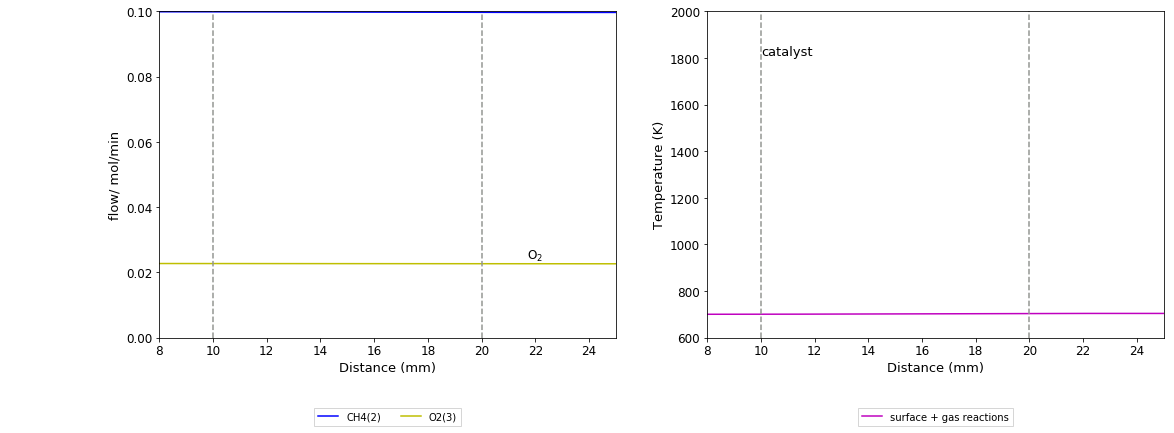 0.10
0.08
0.06
0.04
0.02
0.00
flow/ mol/min
O₂
8 10 12 14 16 18 20 22 24
Distance (mm)
CH4(2) O2(3)
2000
1800
1600
1400
1200
1000
800
600
Temperature (K)
catalyst
8 10 12 14 16 18 20 22 24
Distance (mm)
surface + gas reactions